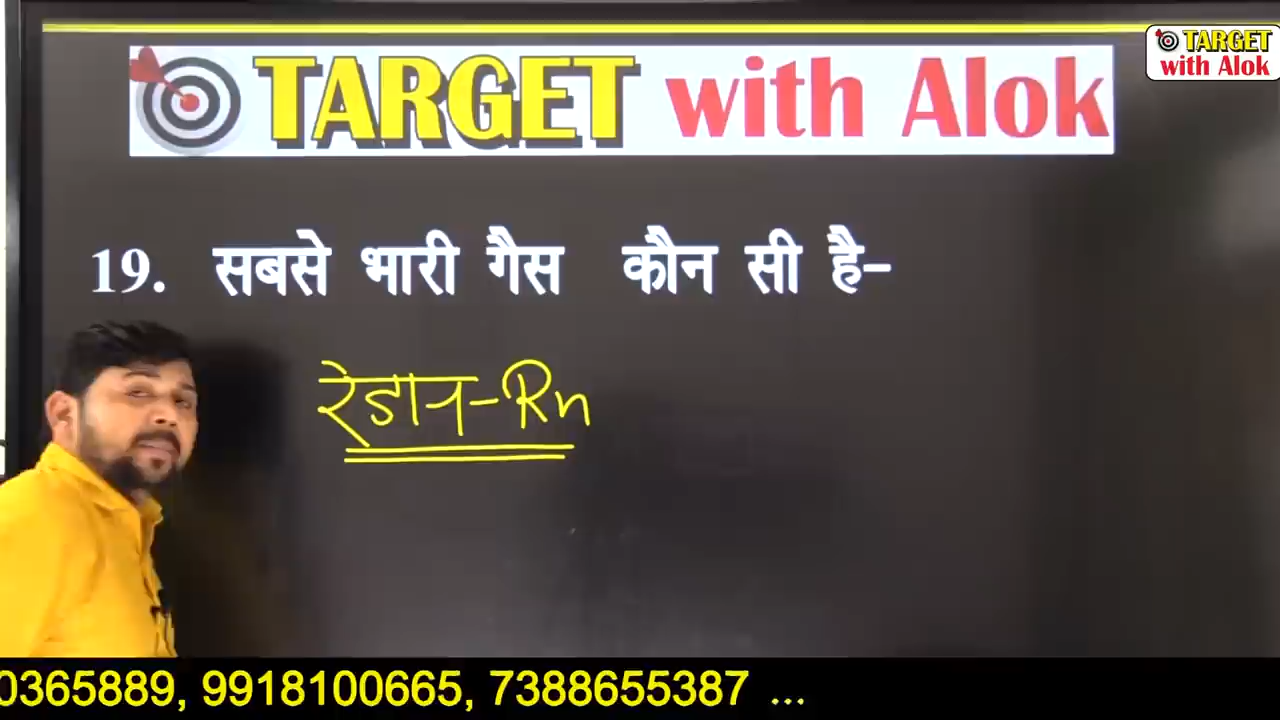 TARGET with Alok
TARGET
with Alok
19. सबसे भारी गैस कौन सी है-
रेडान-Rn
0365889, 9918100665, 7388655387 ...